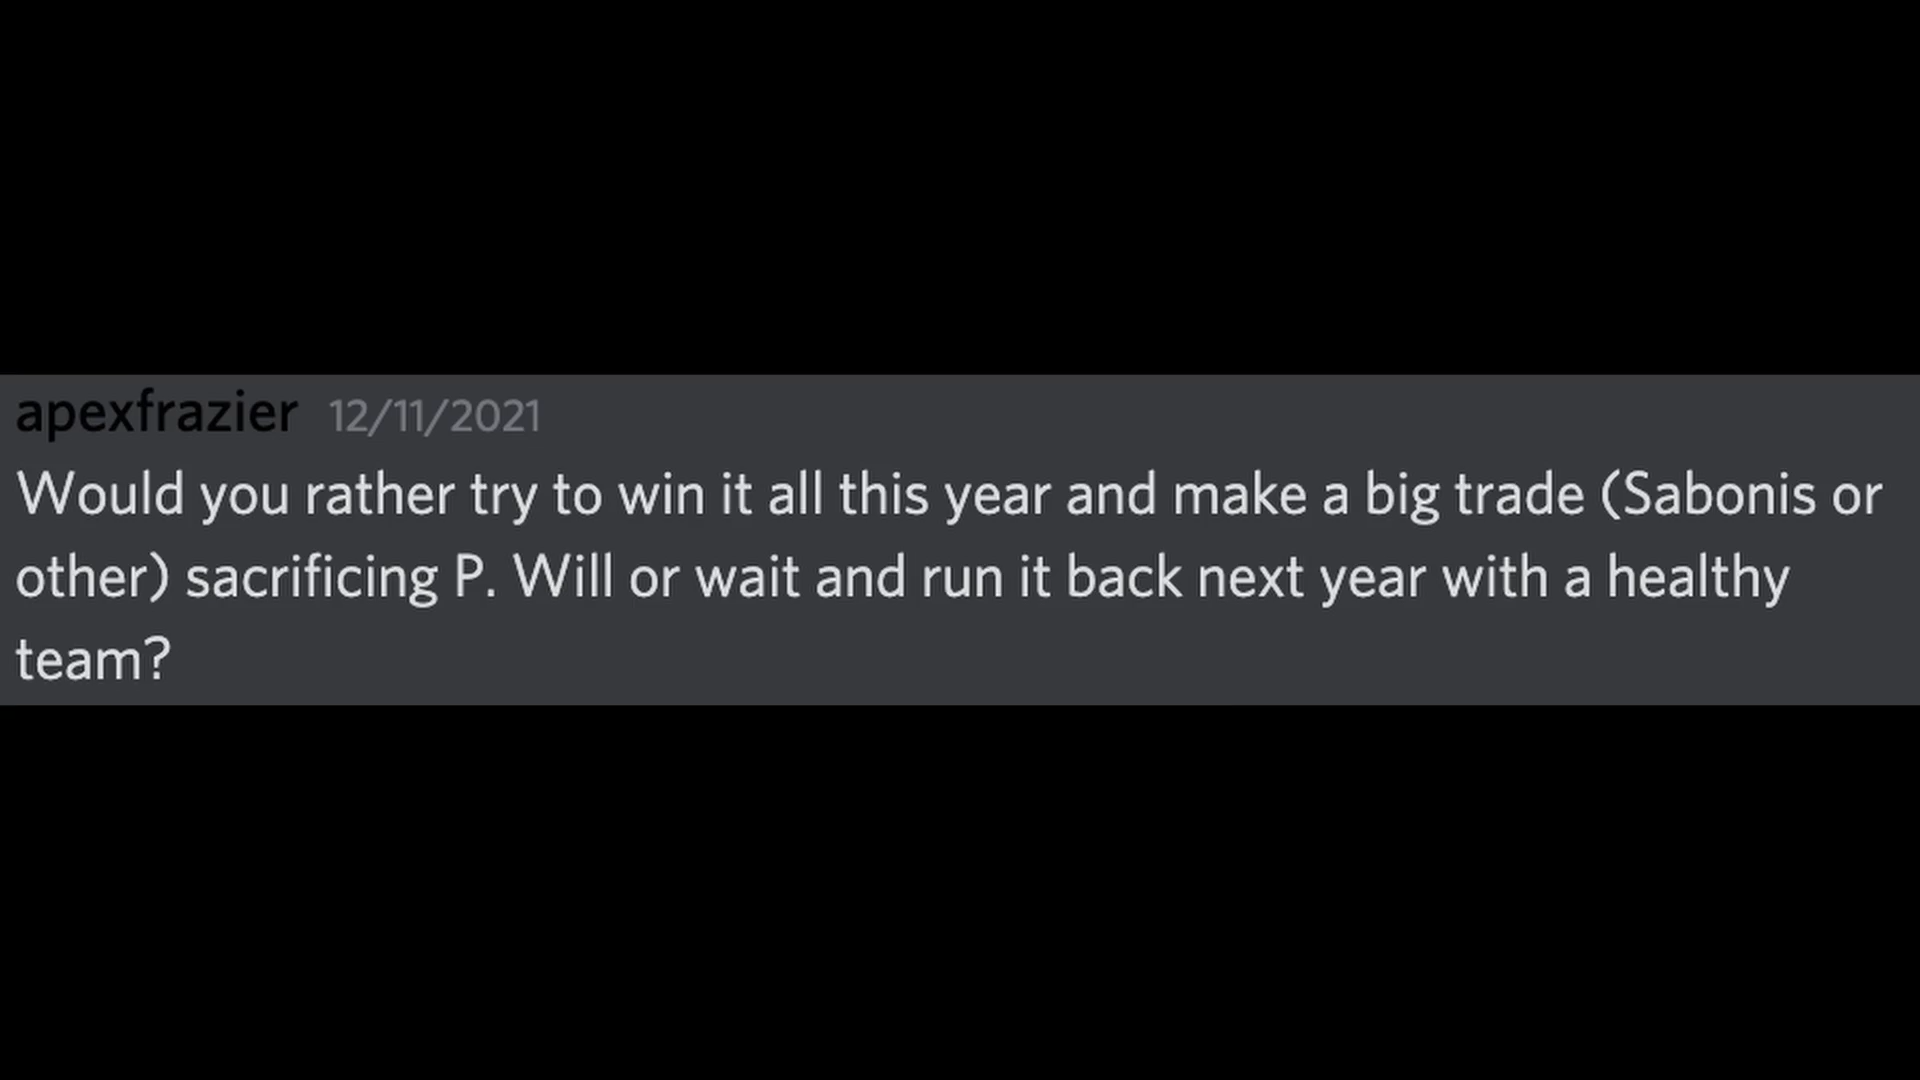 apexfrazier 12/11/2021
Would you rather try to win it all this year and make a big trade (Sabonis or
other) sacrificing P. Will or wait and run it back next year with a healthy
team?